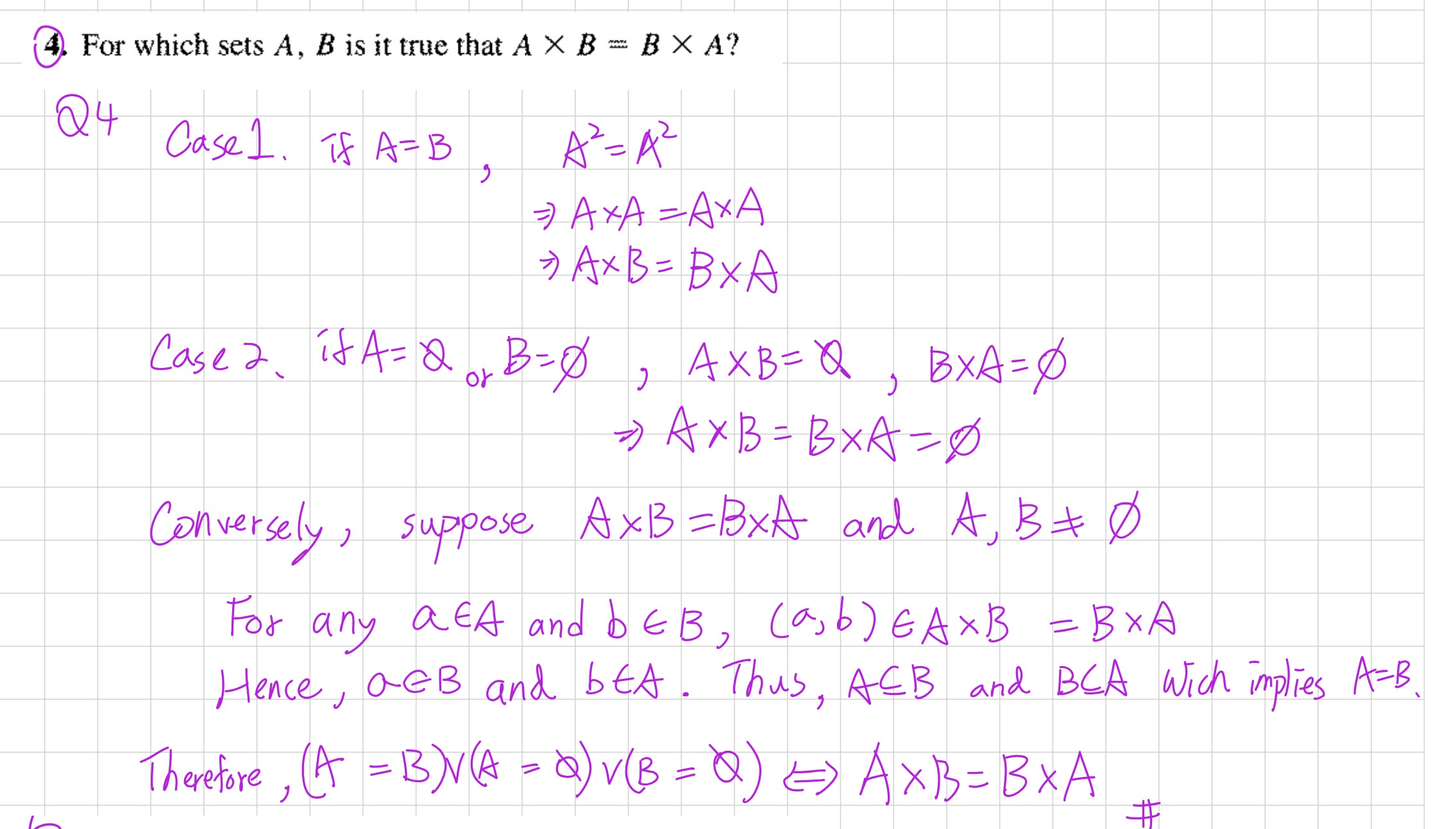 4. For which sets A, B is it true that A × B = B × A?
Q4
Case 1. if A=B , A²=A²
⇒ A×A =A×A
⇒ A×B= B×A
Case 2. if A=∅ or B=∅ , A×B=∅ , B×A=∅
⇒ A×B=B×A=∅
Conversely, suppose A×B=B×A and A, B≠∅
For any a∈A and b∈B, (a,b)∈A×B = B×A
Hence, a∈B and b∈A. Thus, A⊆B and B⊆A Wich implies A=B.
Therefore, (A=B)∨(A=∅)∨(B=∅) ⇔ A×B=B×A #